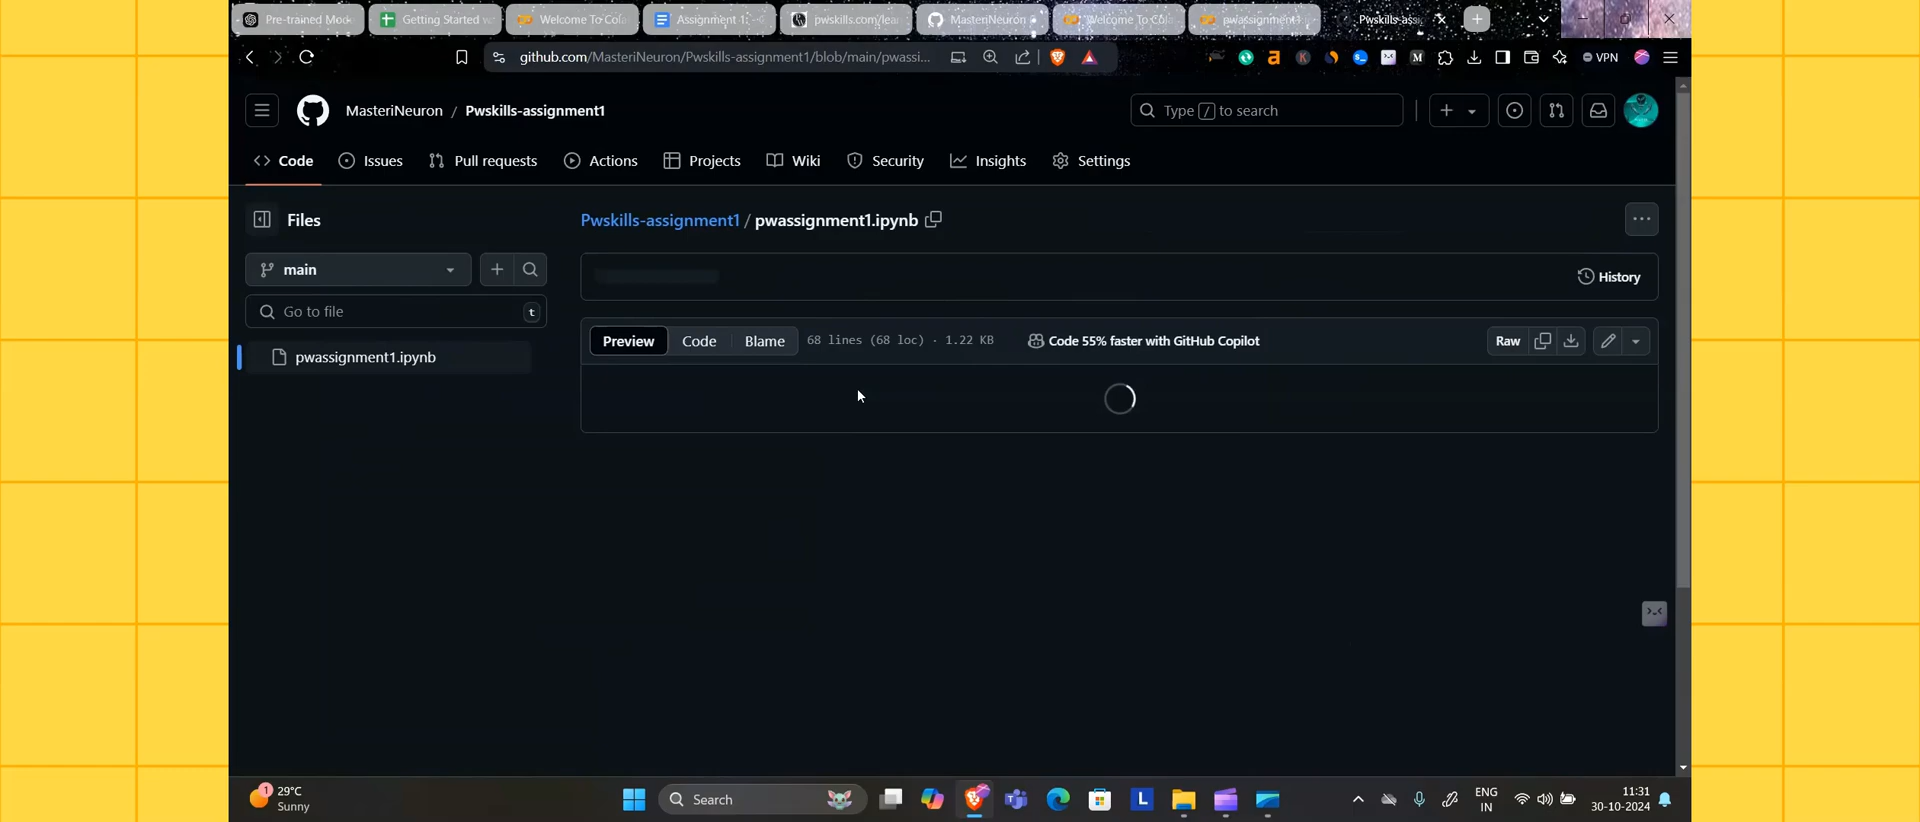 Pre-trained Mode
Getting Started w
Welcome To Cola
Assignment 1: --G
pwskills.com/lear
MasteriNeuron
Welcome To Cola
pwassignment1.i
Pwskills-assi
github.com/MasteriNeuron/Pwskills-assignment1/blob/main/pwassi...
VPN
MasteriNeuron / Pwskills-assignment1
Type / to search
Code
Issues
Pull requests
Actions
Projects
Wiki
Security
Insights
Settings
Files
Pwskills-assignment1 / pwassignment1.ipynb
main
History
Go to file
t
Preview
Code
Blame
68 lines (68 loc) · 1.22 KB
Code 55% faster with GitHub Copilot
Raw
pwassignment1.ipynb
1
29°C
Sunny
Search
ENG
IN
11:31
30-10-2024